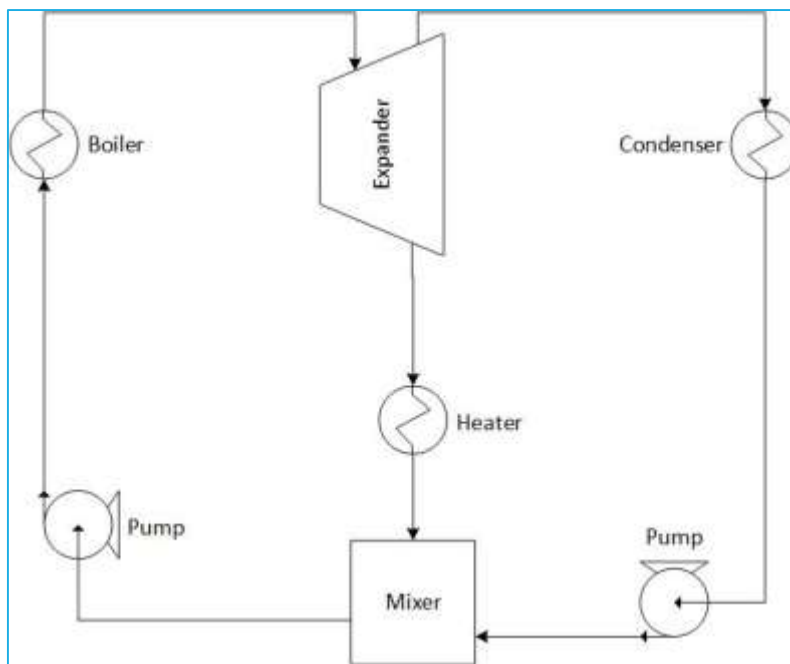 Boiler
Expander
Condenser
Heater
Pump
Pump
Mixer